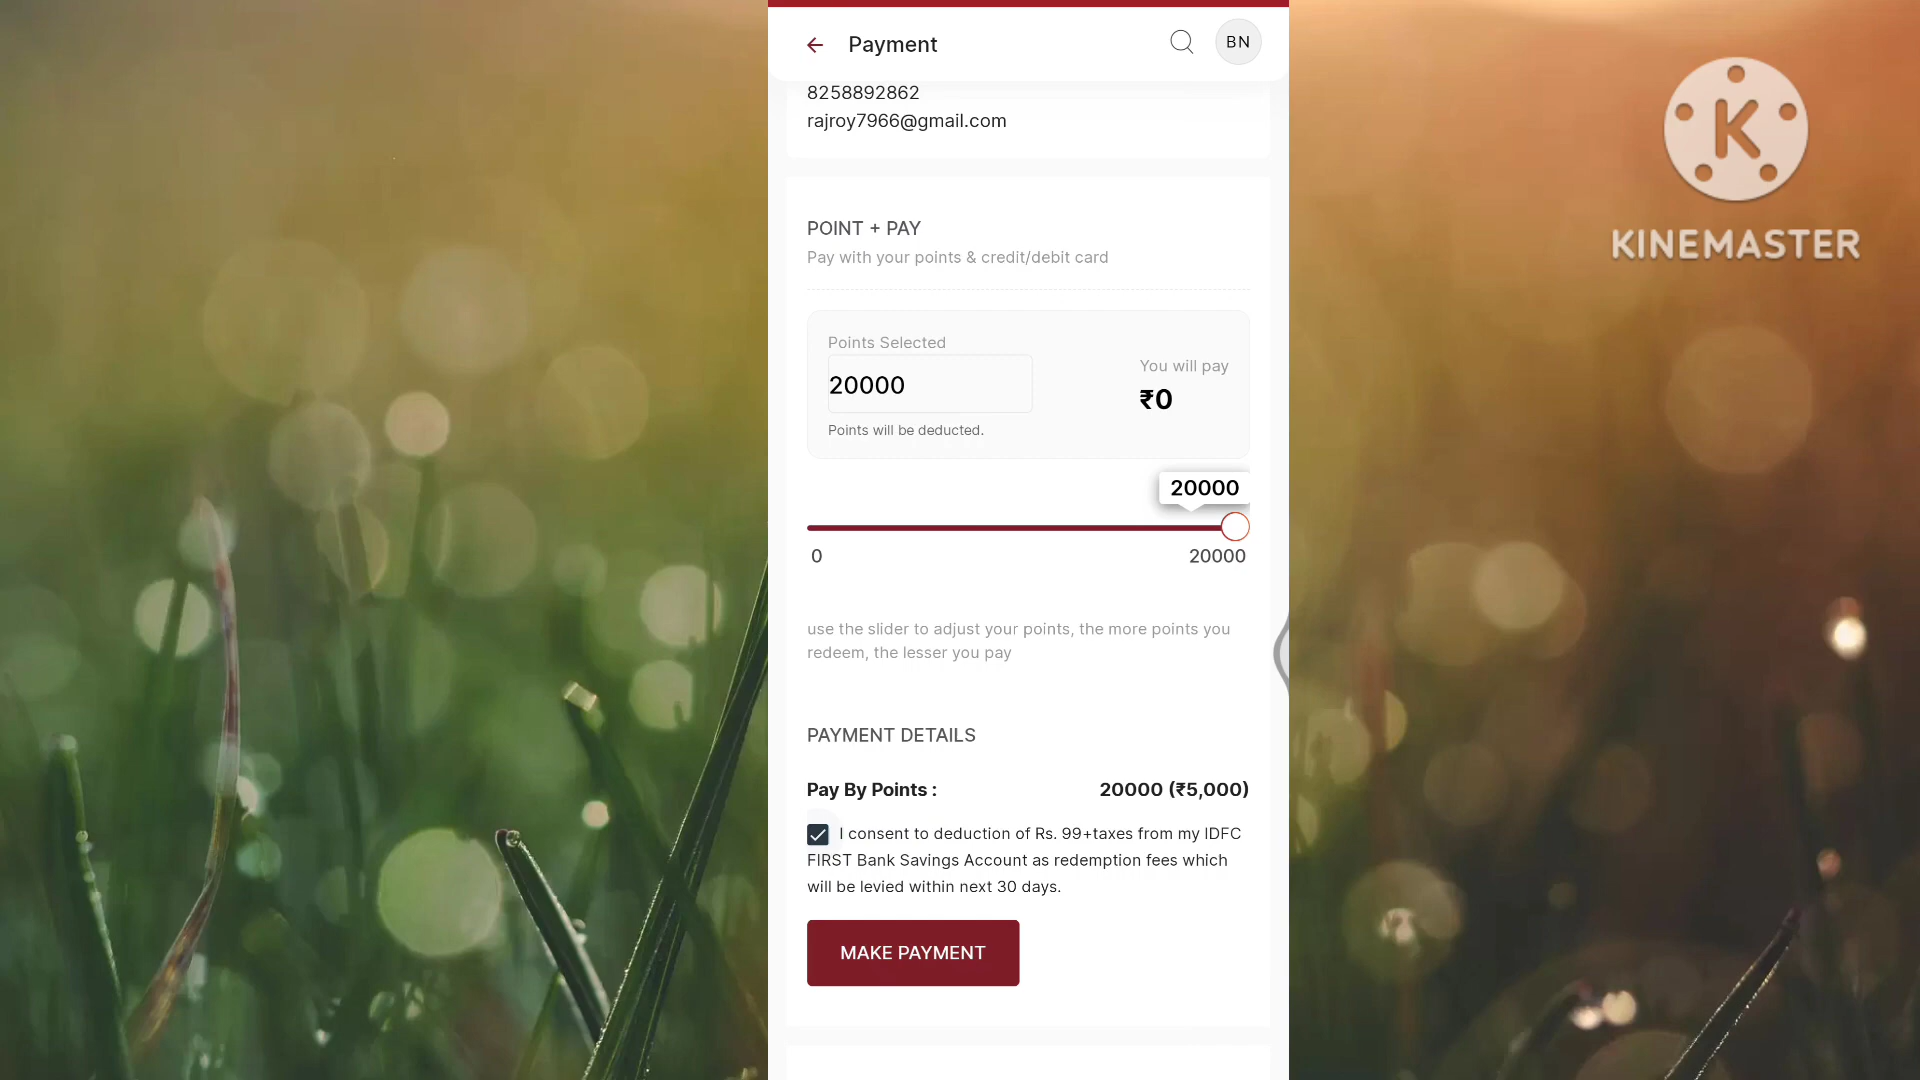 Payment
BN
8258892862
rajroy7966@gmail.com
POINT + PAY
Pay with your points & credit/debit card
Points Selected
20000
Points will be deducted.
You will pay
₹0
20000
0
20000
use the slider to adjust your points, the more points you
redeem, the lesser you pay
PAYMENT DETAILS
Pay By Points : 20000 (₹5,000)
I consent to deduction of Rs. 99+taxes from my IDFC
FIRST Bank Savings Account as redemption fees which
will be levied within next 30 days.
MAKE PAYMENT
K
KINEMASTER